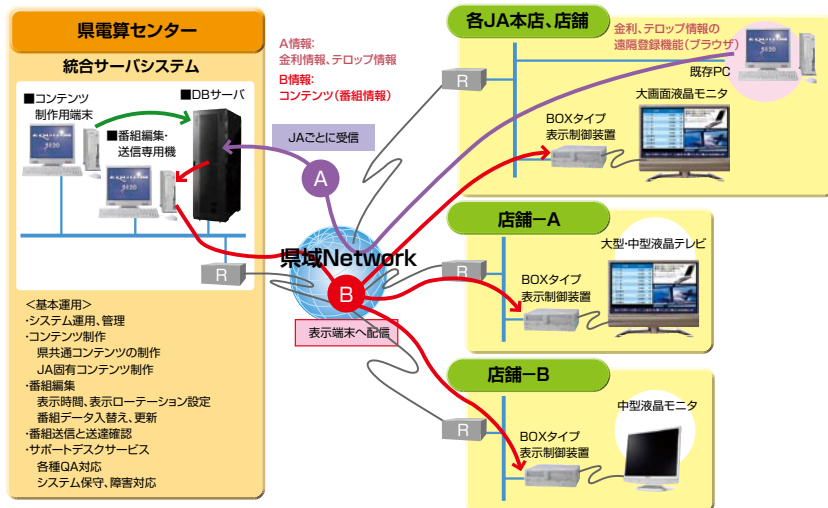 県電算センター
統合サーバシステム
■コンテンツ
制作用端末
■DBサーバ
■番組編集・
送信専用機
R
<基本運用>
・システム運用、管理
・コンテンツ制作
県共通コンテンツの制作
JA固有コンテンツ制作
・番組編集
表示時間、表示ローテーション設定
番組データ入替え、更新
・番組送信と送達確認
・サポートデスクサービス
各種QA対応
システム保守、障害対応
A情報:
金利情報、テロップ情報
B情報:
コンテンツ(番組情報)
JAごとに受信
A
県域Network
B
表示端末へ配信
各JA本店、店舗
金利、テロップ情報の
遠隔登録機能(ブラウザ)
R
既存PC
大画面液晶モニタ
BOXタイプ
表示制御装置
店舗ーA
大型・中型液晶テレビ
R
BOXタイプ
表示制御装置
店舗ーB
中型液晶モニタ
R
BOXタイプ
表示制御装置